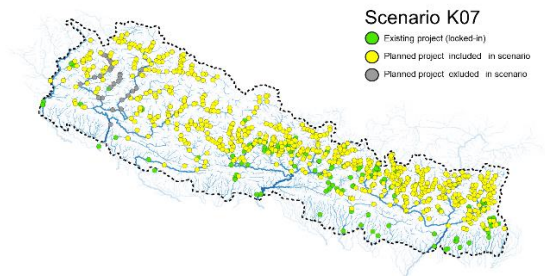 Scenario K07
Existing project (locked-in)
Planned project included in scenario
Planned project exluded in scenario